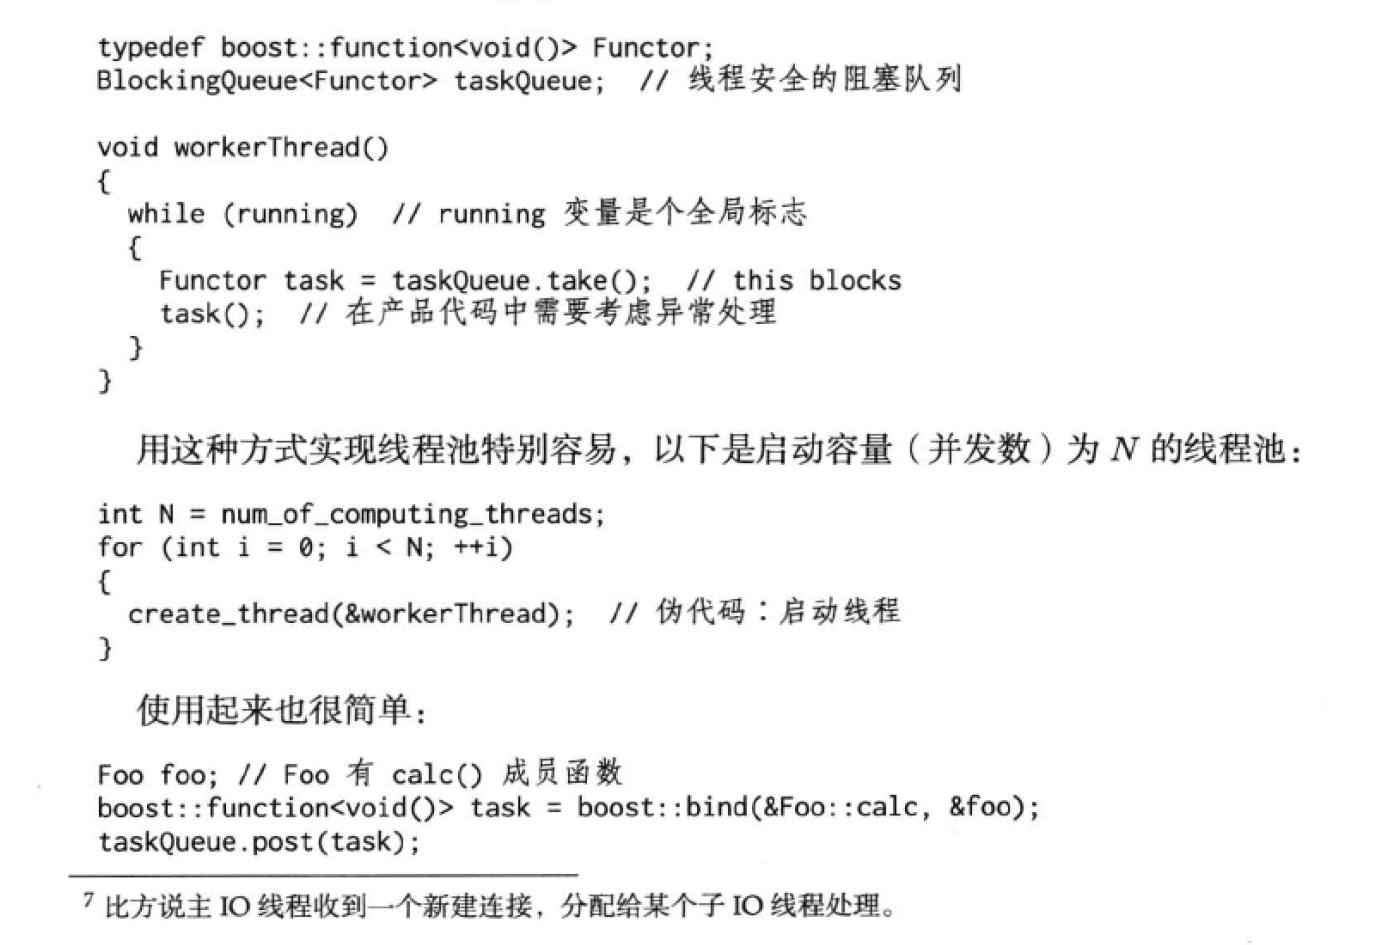 typedef boost::function<void()> Functor;
BlockingQueue<Functor> taskQueue;  // 线程安全的阻塞队列
void workerThread()
{
  while (running)  // running 变量是个全局标志
  {
    Functor task = taskQueue.take();  // this blocks
    task();  // 在产品代码中需要考虑异常处理
  }
}
用这种方式实现线程池特别容易，以下是启动容量（并发数）为 N 的线程池：
int N = num_of_computing_threads;
for (int i = 0; i < N; ++i)
{
  create_thread(&workerThread);  // 伪代码：启动线程
}
使用起来也很简单：
Foo foo; // Foo 有 calc() 成员函数
boost::function<void()> task = boost::bind(&Foo::calc, &foo);
taskQueue.post(task);
7 比方说主 IO 线程收到一个新建连接，分配给某个子 IO 线程处理。